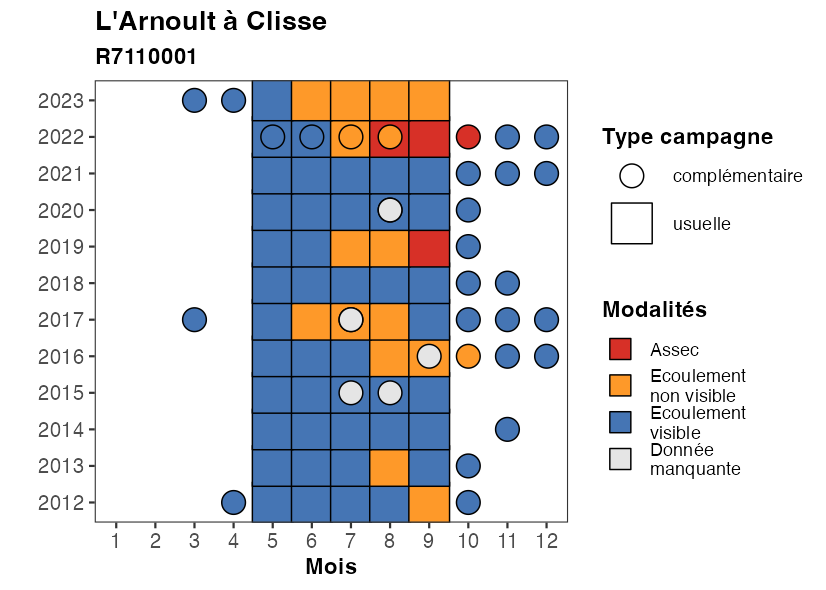 L'Arnoult à Clisse
R7110001
2023
2022
2021
2020
2019
2018
2017
2016
2015
2014
2013
2012
1 2 3 4 5 6 7 8 9 10 11 12
Mois
Type campagne
complémentaire
usuelle
Modalités
Assec
Ecoulement
non visible
Ecoulement
visible
Donnée
manquante